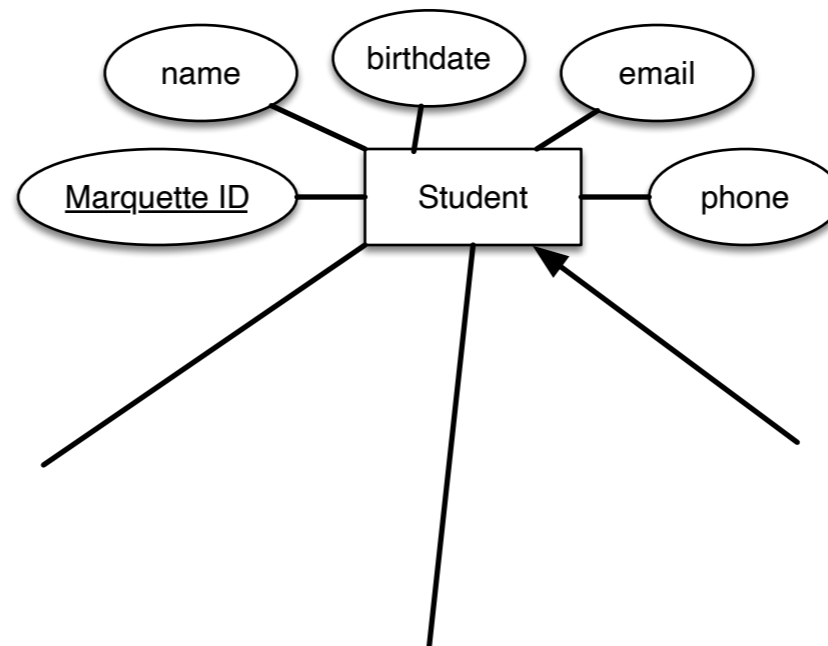 birthdate
name
email
Marquette ID
Student
phone